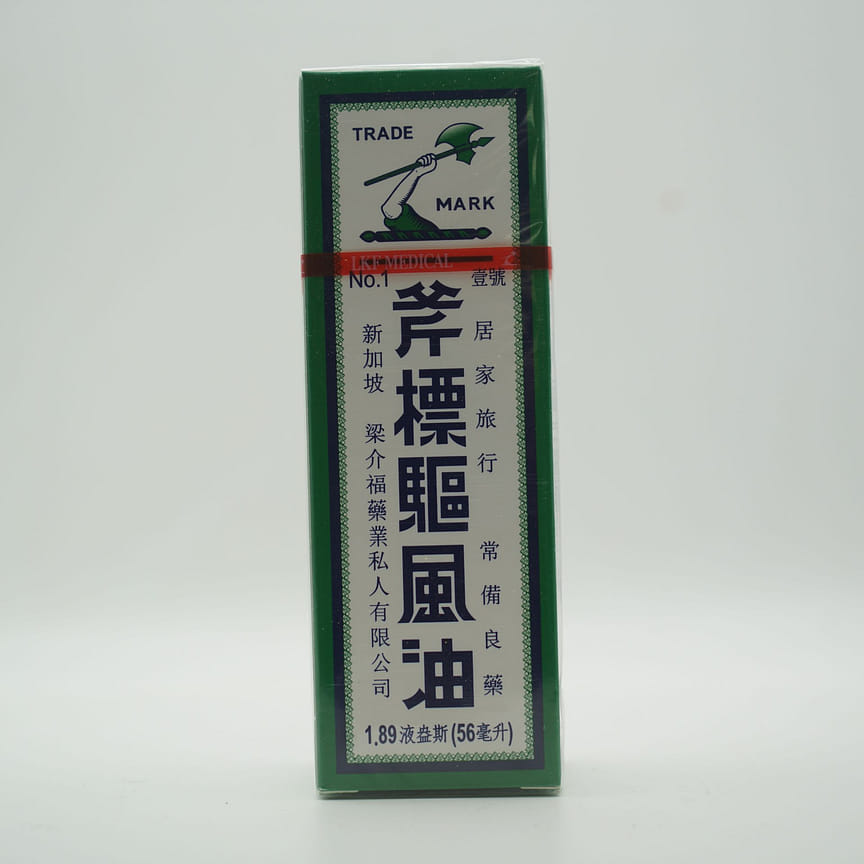 TRADE
MARK
LKF MEDICAL
No.1
壹號
居家旅行 常備良藥
斧標驅風油
新加坡 梁介福藥業私人有限公司
1.89液盎斯(56毫升)